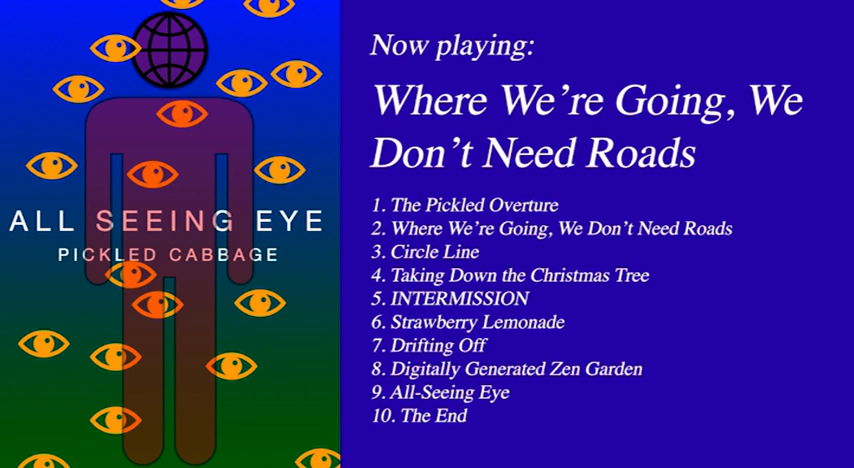 ALL SEEING EYE
PICKLED CABBAGE
Now playing:
Where We’re Going, We
Don’t Need Roads
1. The Pickled Overture
2. Where We’re Going, We Don’t Need Roads
3. Circle Line
4. Taking Down the Christmas Tree
5. INTERMISSION
6. Strawberry Lemonade
7. Drifting Off
8. Digitally Generated Zen Garden
9. All-Seeing Eye
10. The End